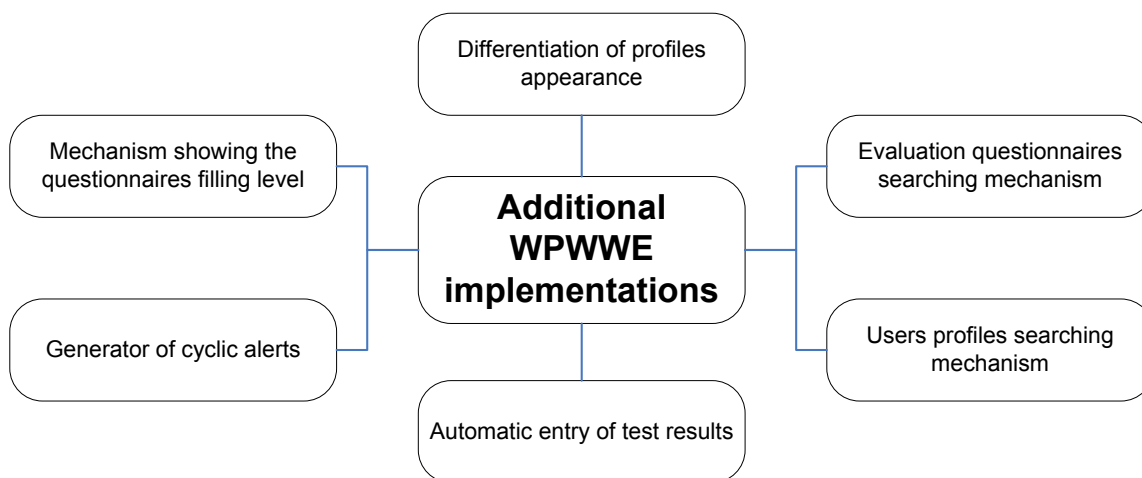 Differentiation of profiles
appearance
Mechanism showing the
questionnaires filling level
Evaluation questionnaires
searching mechanism
Additional
WPWWE
implementations
Generator of cyclic alerts
Users profiles searching
mechanism
Automatic entry of test results